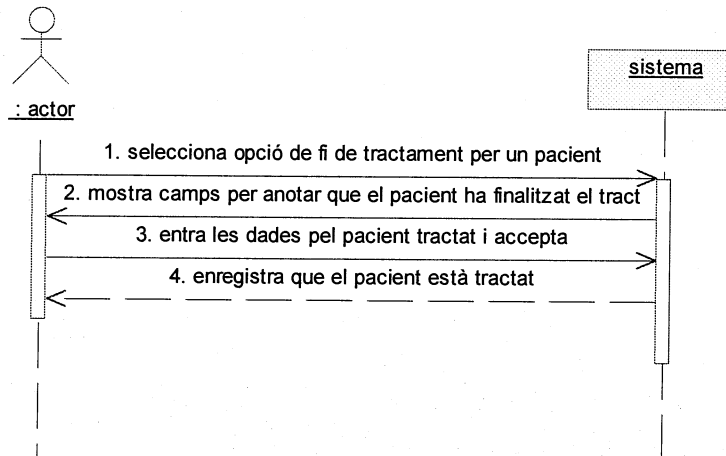 sistema
: actor
1. selecciona opció de fi de tractament per un pacient
2. mostra camps per anotar que el pacient ha finalitzat el tract
3. entra les dades pel pacient tractat i accepta
4. enregistra que el pacient està tractat